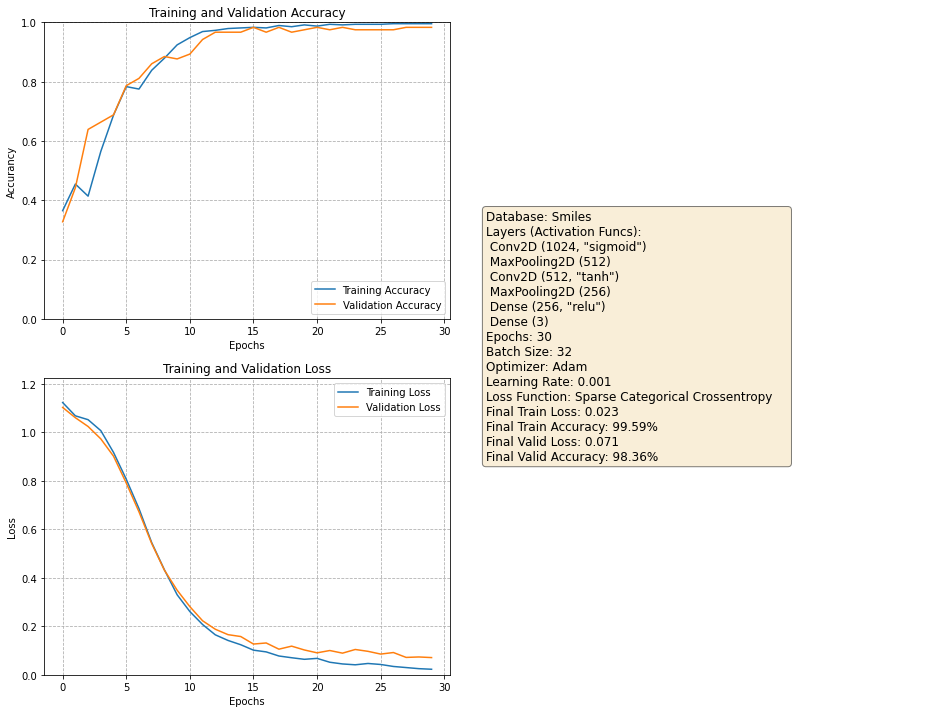 Training and Validation Accuracy
1.0
0.8
0.6
0.4
0.2
0.0
Accurancy
Training Accuracy
Validation Accuracy
0 5 10 15 20 25 30
Epochs
Training and Validation Loss
1.2
1.0
0.8
0.6
0.4
0.2
0.0
Loss
Training Loss
Validation Loss
0 5 10 15 20 25 30
Epochs
Database: Smiles
Layers (Activation Funcs):
Conv2D (1024, "sigmoid")
MaxPooling2D (512)
Conv2D (512, "tanh")
MaxPooling2D (256)
Dense (256, "relu")
Dense (3)
Epochs: 30
Batch Size: 32
Optimizer: Adam
Learning Rate: 0.001
Loss Function: Sparse Categorical Crossentropy
Final Train Loss: 0.023
Final Train Accuracy: 99.59%
Final Valid Loss: 0.071
Final Valid Accuracy: 98.36%